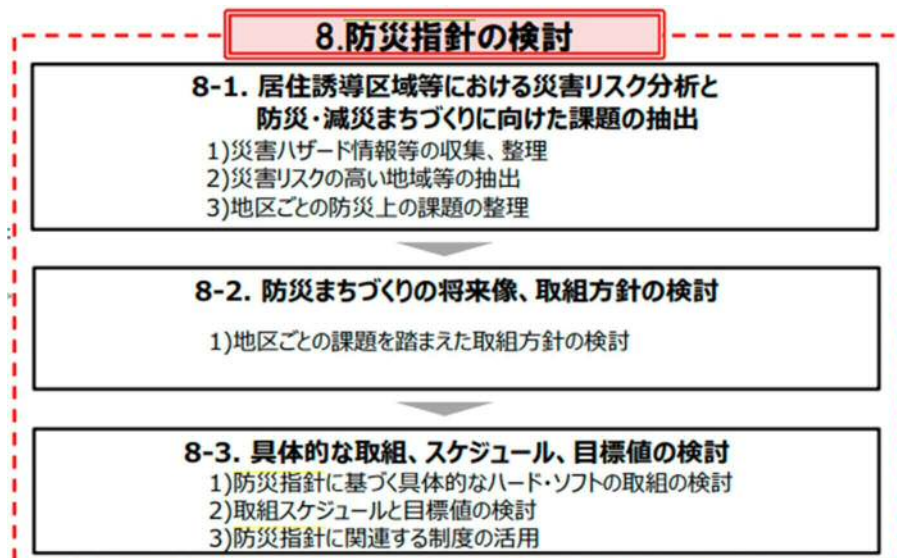 8.防災指針の検討
8-1. 居住誘導区域等における災害リスク分析と
防災・減災まちづくりに向けた課題の抽出
1)災害ハザード情報等の収集、整理
2)災害リスクの高い地域等の抽出
3)地区ごとの防災上の課題の整理
8-2. 防災まちづくりの将来像、取組方針の検討
1)地区ごとの課題を踏まえた取組方針の検討
8-3. 具体的な取組、スケジュール、目標値の検討
1)防災指針に基づく具体的なハード・ソフトの取組の検討
2)取組スケジュールと目標値の検討
3)防災指針に関連する制度の活用